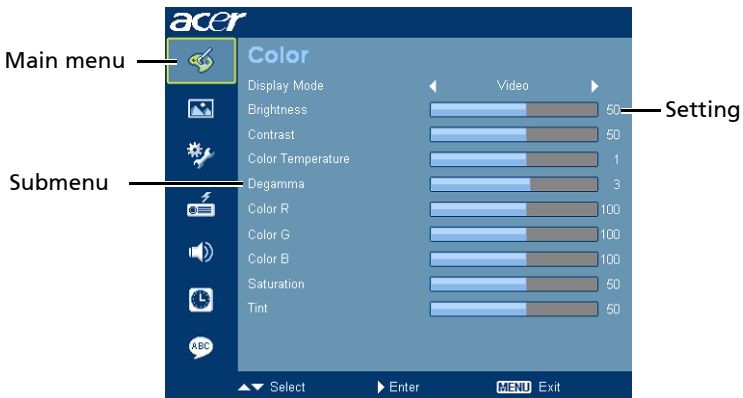 acer
Main menu
Color
Display Mode Video
Brightness 50 Setting
Contrast 50
Color Temperature 1
Submenu Degamma 3
Color R 100
Color G 100
Color B 100
Saturation 50
Tint 50
ABC
Select Enter MENU Exit